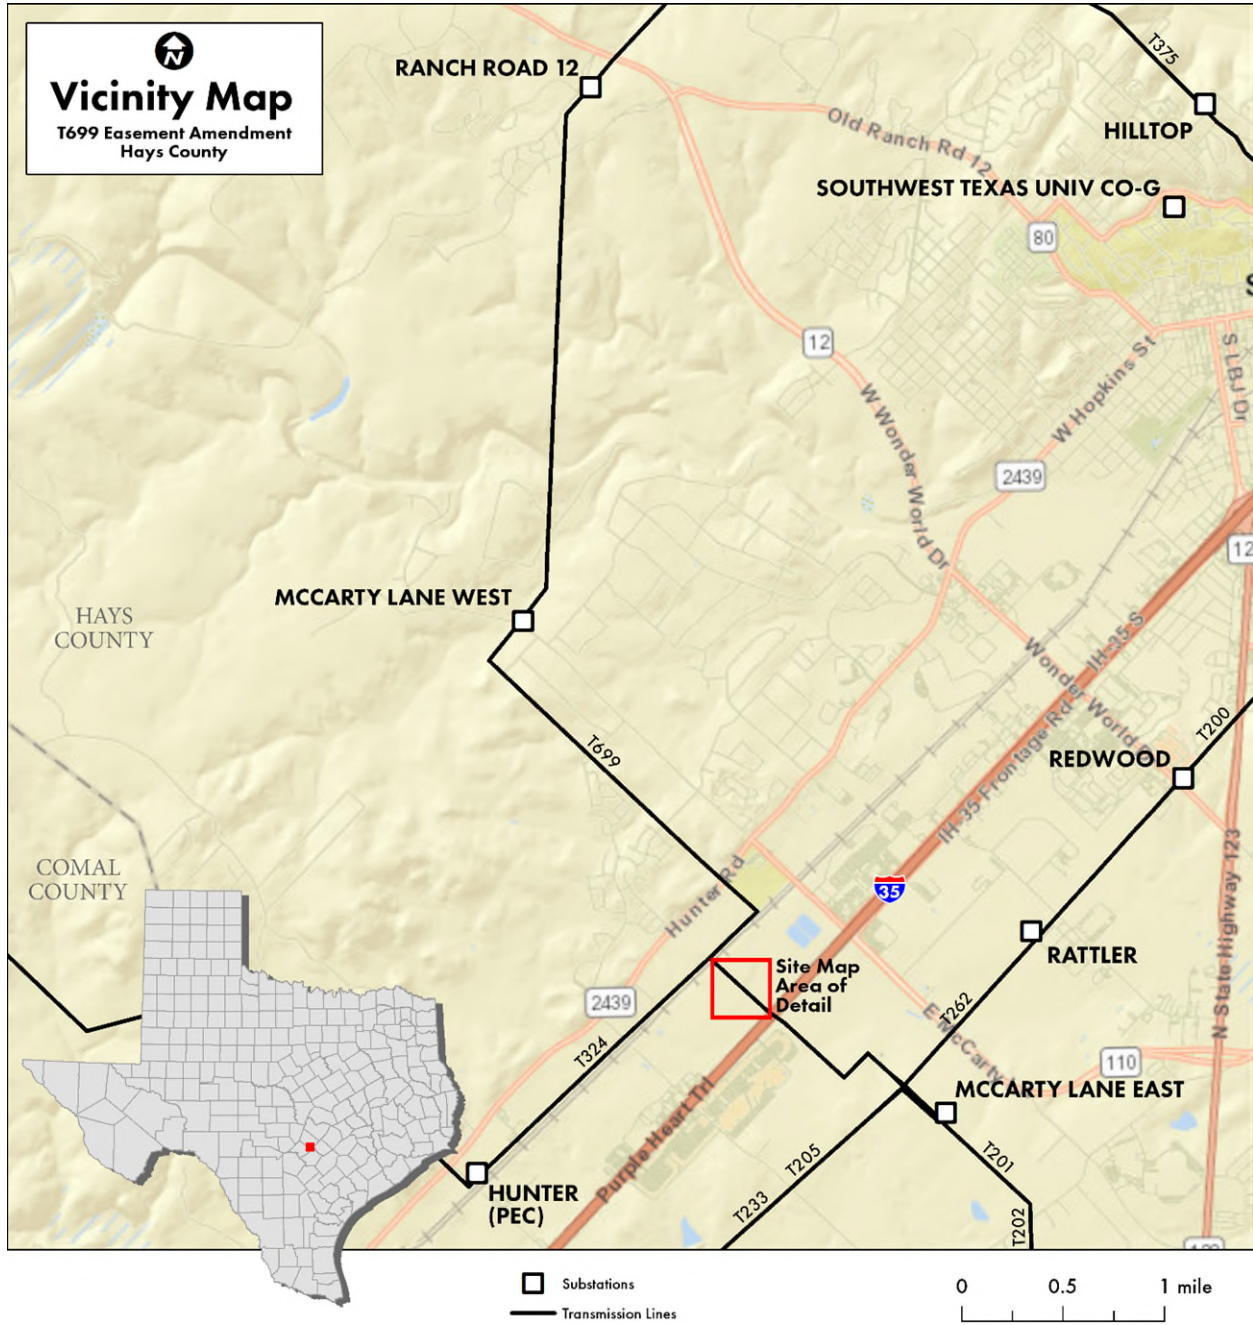 N
Vicinity Map
T699 Easement Amendment
Hays County
RANCH ROAD 12
T375
HILLTOP
Old Ranch Rd 12
SOUTHWEST TEXAS UNIV CO-G
80
S
12
W Hopkins St
S LBJ Dr
W Wonder World Dr
2439
12
MCCARTY LANE WEST
HAYS
COUNTY
IH-35 S
Wonder World D
T200
T699
IH-35 Frontage Rd
REDWOOD
COMAL
COUNTY
Hunter Rd
35
N State Highway 123
RATTLER
Site Map
Area of
Detail
2439
T262
E McCarty L
T324
110
MCCARTY LANE EAST
Purple Heart Trl
T205
T201
HUNTER
(PEC)
T233
T202
Substations
Transmission Lines
0 0.5 1 mile